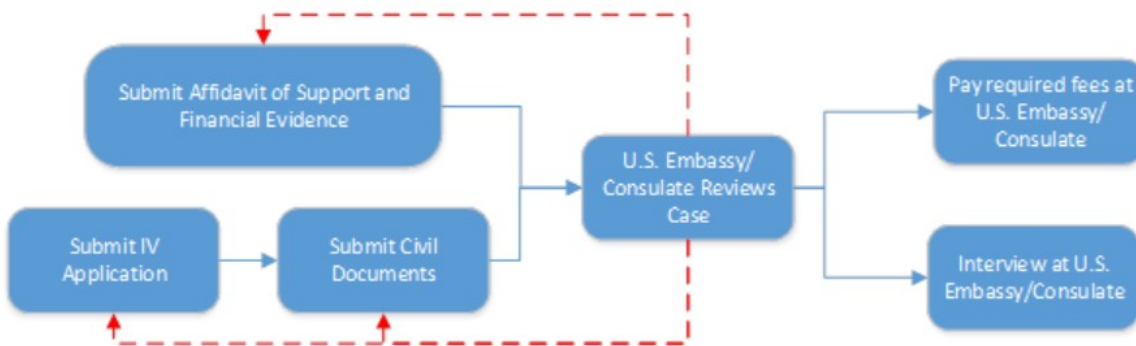 Submit Affidavit of Support and
Financial Evidence
Submit IV
Application
Submit Civil
Documents
U.S. Embassy/
Consulate Reviews
Case
Pay required fees at
U.S. Embassy/
Consulate
Interview at U.S.
Embassy/Consulate